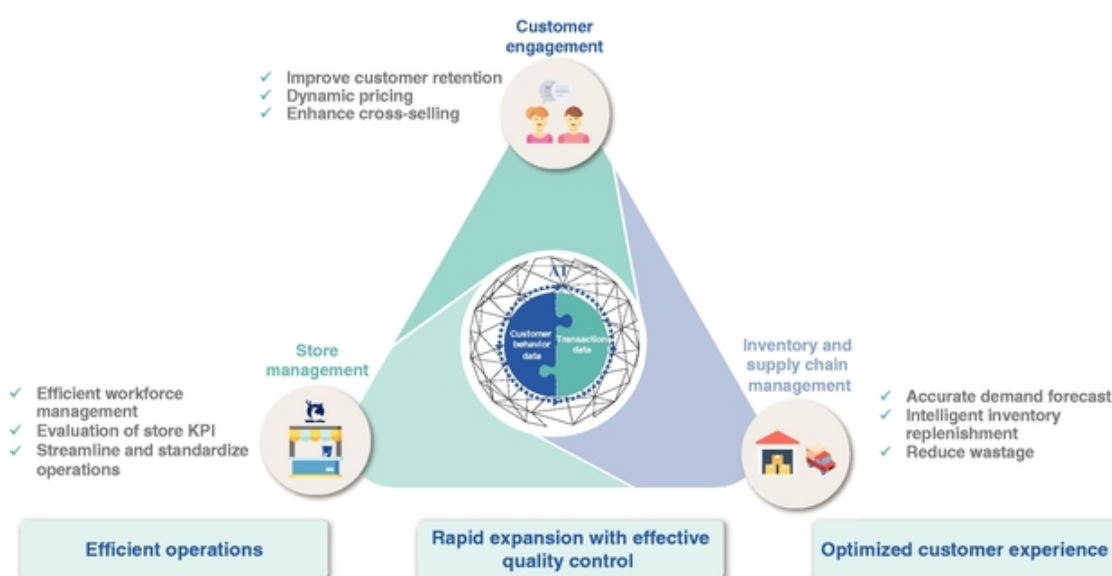 Customer
engagement
Improve customer retention
Dynamic pricing
Enhance cross-selling
AI
Customer
behavior
data
Transaction
data
Store
management
Efficient workforce
management
Evaluation of store KPI
Streamline and standardize
operations
Inventory and
supply chain
management
Accurate demand forecast
Intelligent inventory
replenishment
Reduce wastage
Efficient operations
Rapid expansion with effective
quality control
Optimized customer experience